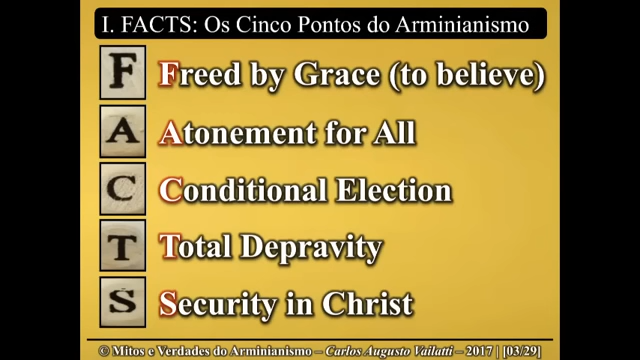 I. FACTS: Os Cinco Pontos do Arminianismo
F Freed by Grace (to believe)
A Atonement for All
C Conditional Election
T Total Depravity
S Security in Christ
© Mitos e Verdades do Arminianismo – Carlos Augusto Vailatti – 2017 | [03/29]